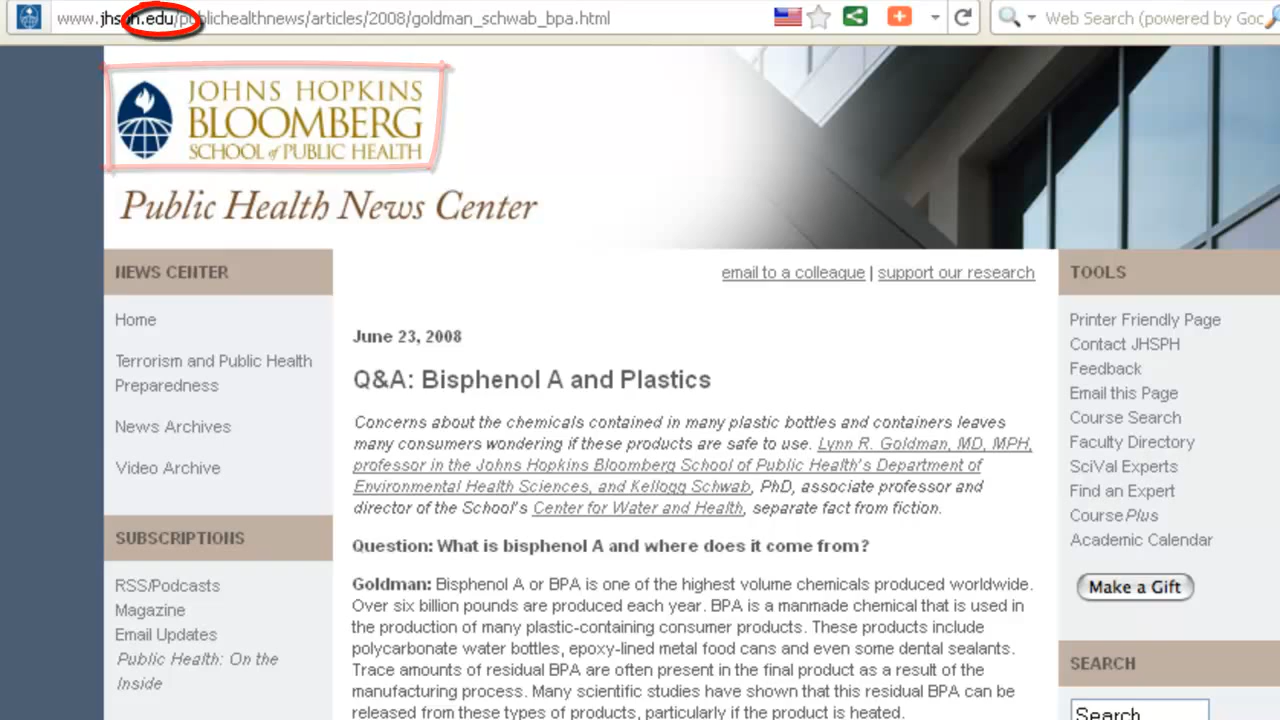 www.jhsph.edu/publichealthnews/articles/2008/goldman_schwab_bpa.html
Web Search (powered by Goo
JOHNS HOPKINS
BLOOMBERG
SCHOOL of PUBLIC HEALTH
Public Health News Center
NEWS CENTER
Home
Terrorism and Public Health
Preparedness
News Archives
Video Archive
SUBSCRIPTIONS
RSS/Podcasts
Magazine
Email Updates
Public Health: On the
Inside
email to a colleague | support our research
June 23, 2008
Q&A: Bisphenol A and Plastics
Concerns about the chemicals contained in many plastic bottles and containers leaves
many consumers wondering if these products are safe to use. Lynn R. Goldman, MD, MPH,
professor in the Johns Hopkins Bloomberg School of Public Health's Department of
Environmental Health Sciences, and Kellogg Schwab, PhD, associate professor and
director of the School's Center for Water and Health, separate fact from fiction.
Question: What is bisphenol A and where does it come from?
Goldman: Bisphenol A or BPA is one of the highest volume chemicals produced worldwide.
Over six billion pounds are produced each year. BPA is a manmade chemical that is used in
the production of many plastic-containing consumer products. These products include
polycarbonate water bottles, epoxy-lined metal food cans and even some dental sealants.
Trace amounts of residual BPA are often present in the final product as a result of the
manufacturing process. Many scientific studies have shown that this residual BPA can be
released from these types of products, particularly if the product is heated.
TOOLS
Printer Friendly Page
Contact JHSPH
Feedback
Email this Page
Course Search
Faculty Directory
SciVal Experts
Find an Expert
CoursePlus
Academic Calendar
Make a Gift
SEARCH
Search